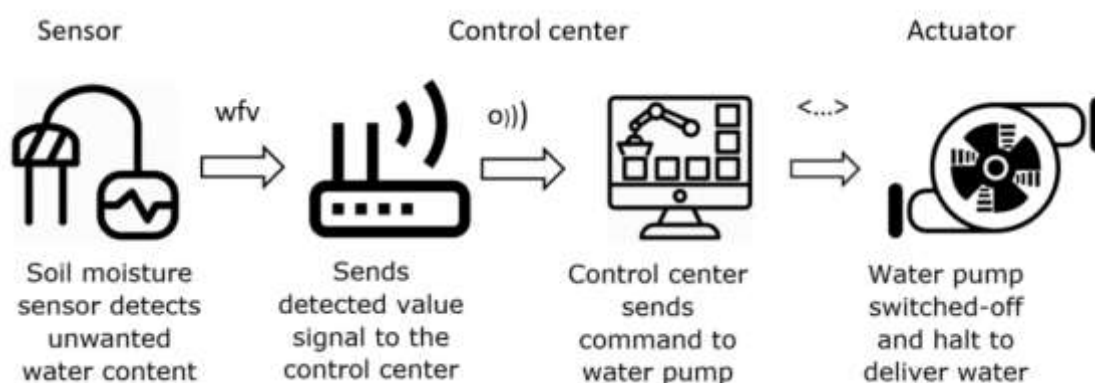 Sensor
Control center
Actuator
wfv
o)))
<...>
Soil moisture
sensor detects
unwanted
water content
Sends
detected value
signal to the
control center
Control center
sends
command to
water pump
Water pump
switched-off
and halt to
deliver water